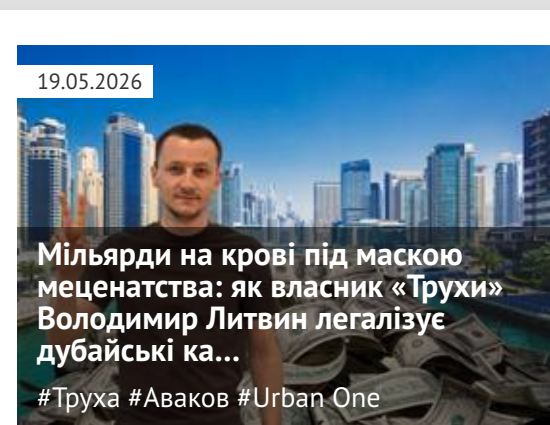 19.05.2026
Мільярди на крові під маскою
меценатства: як власник «Трухи»
Володимир Литвин легалізує
дубайські ка...
#Труха #Аваков #Urban One